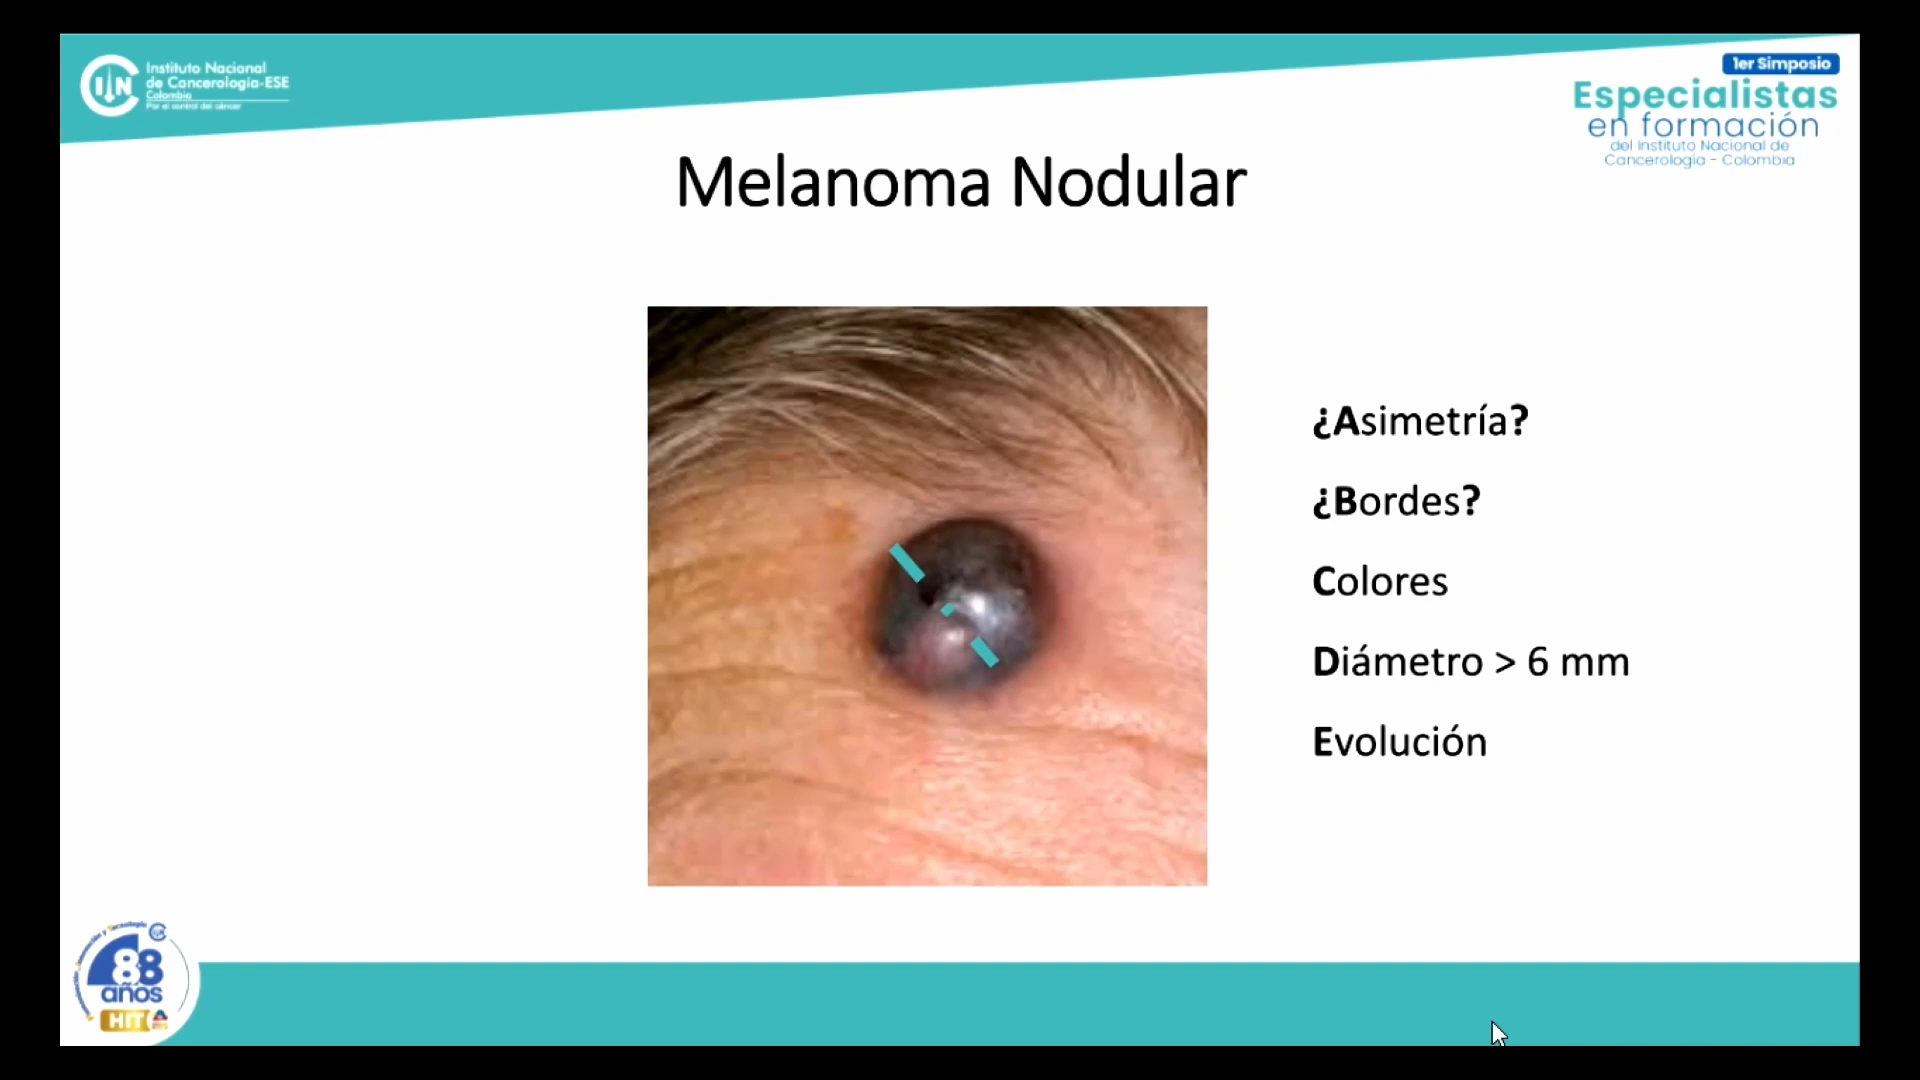 Instituto Nacional
de Cancerología-ESE
Colombia
Por el control del cáncer
1er Simposio
Especialistas
en formación
del Instituto Nacional de
Cancerología - Colombia
Melanoma Nodular
¿Asimetría?
¿Bordes?
Colores
Diámetro > 6 mm
Evolución
88
años
HIT